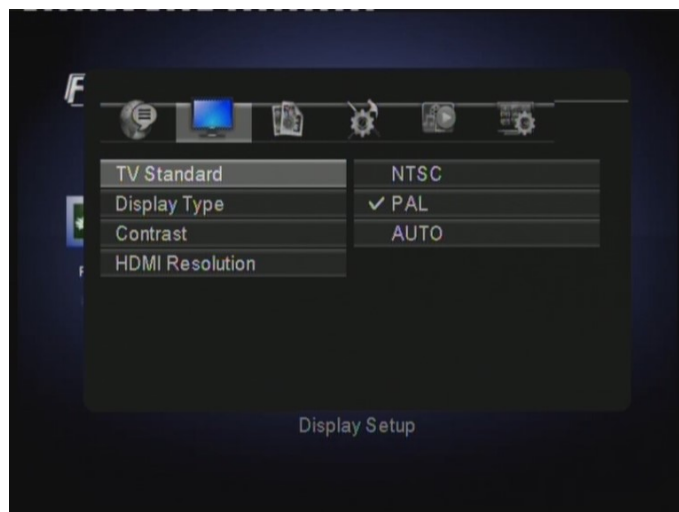 TV Standard
NTSC
Display Type
PAL
Contrast
AUTO
HDMI Resolution
Display Setup